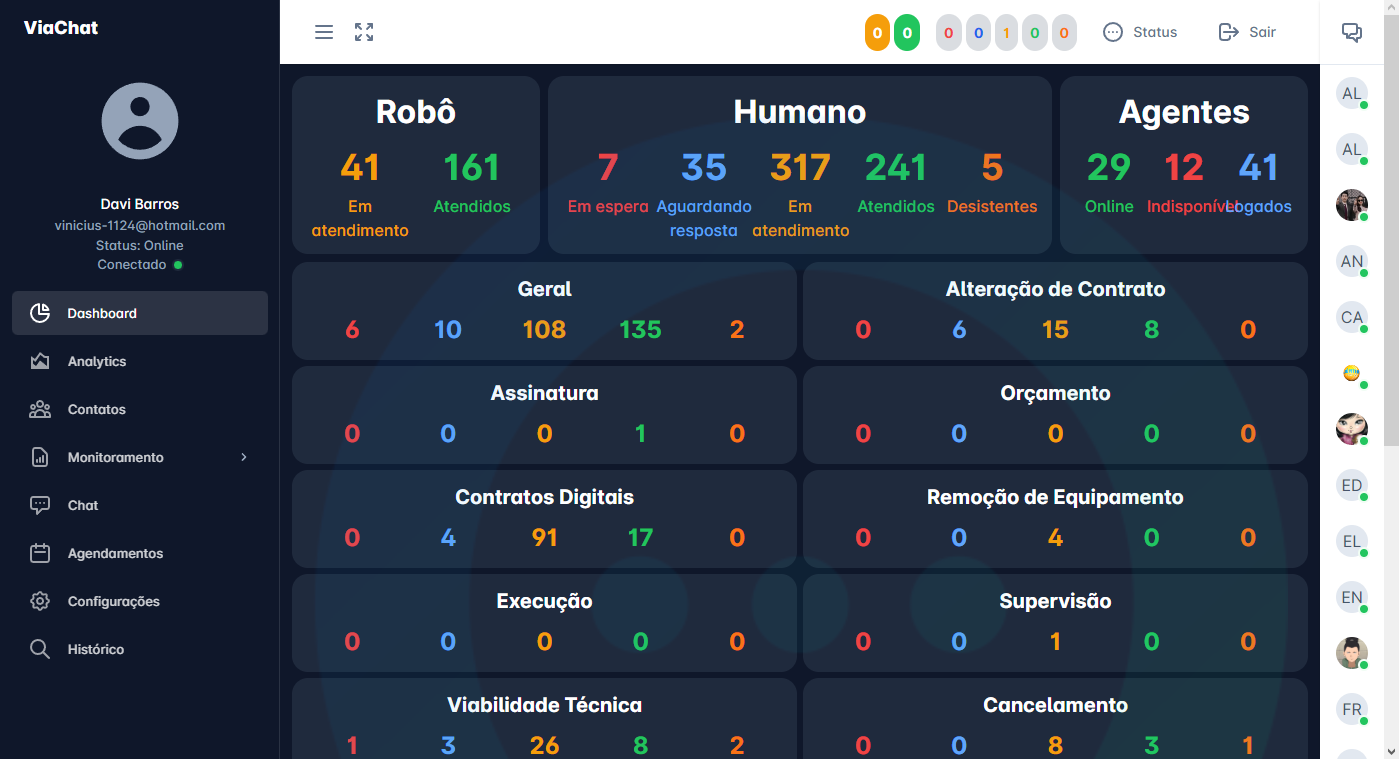 ViaChat
Davi Barros
vinicius-1124@hotmail.com
Status: Online
Conectado
Dashboard
Analytics
Contatos
Monitoramento
Chat
Agendamentos
Configurações
Histórico
0 0 0 0 1 0 0 Status Sair
Robô
41 161
Em atendimento Atendidos
Humano
7 35 317 241 5
Em espera Aguardando resposta Em atendimento Atendidos Desistentes
Agentes
29 12 41
Online Indisponível Logados
Geral
6 10 108 135 2
Alteração de Contrato
0 6 15 8 0
Assinatura
0 0 0 1 0
Orçamento
0 0 0 0 0
Contratos Digitais
0 4 91 17 0
Remoção de Equipamento
0 0 4 0 0
Execução
0 0 0 0 0
Supervisão
0 0 1 0 0
Viabilidade Técnica
1 3 26 8 2
Cancelamento
0 0 8 3 1
AL
AL
AN
CA
ED
EL
EN
FR